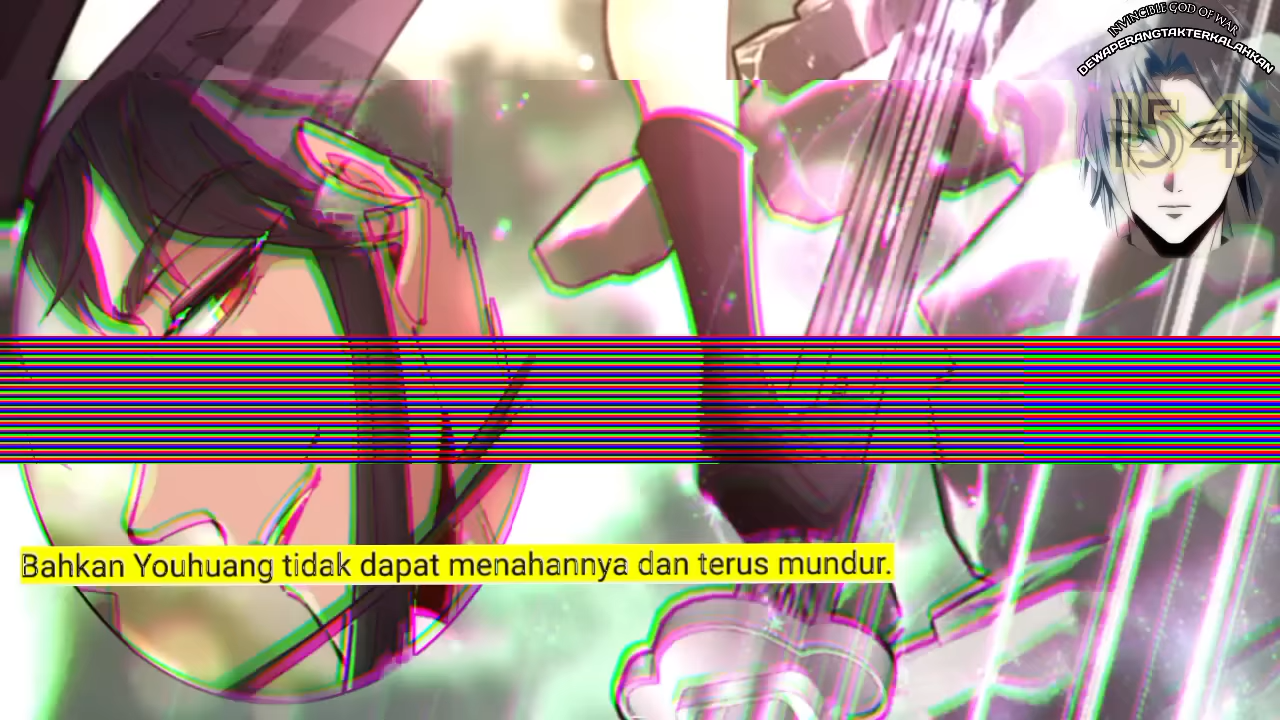 INVINCIBLE GOD OF WAR
DEWAPERANGTAKTERKALAHKAN
154
Bahkan Youhuang tidak dapat menahannya dan terus mundur.